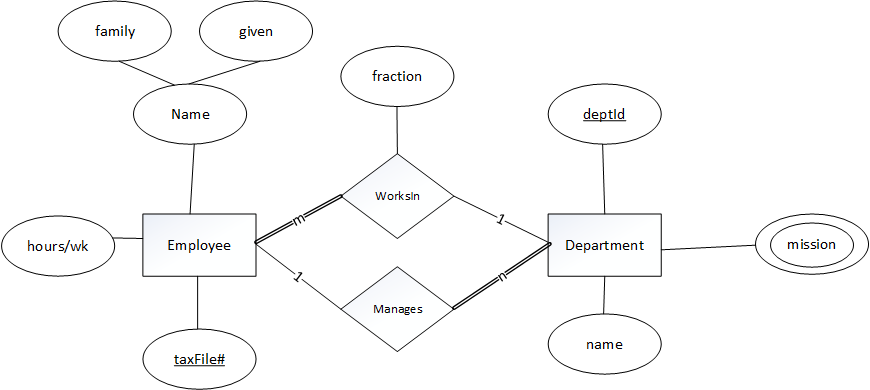 family
given
Name
fraction
deptId
WorksIn
m
1
hours/wk
Employee
Department
mission
1
n
Manages
taxFile#
name